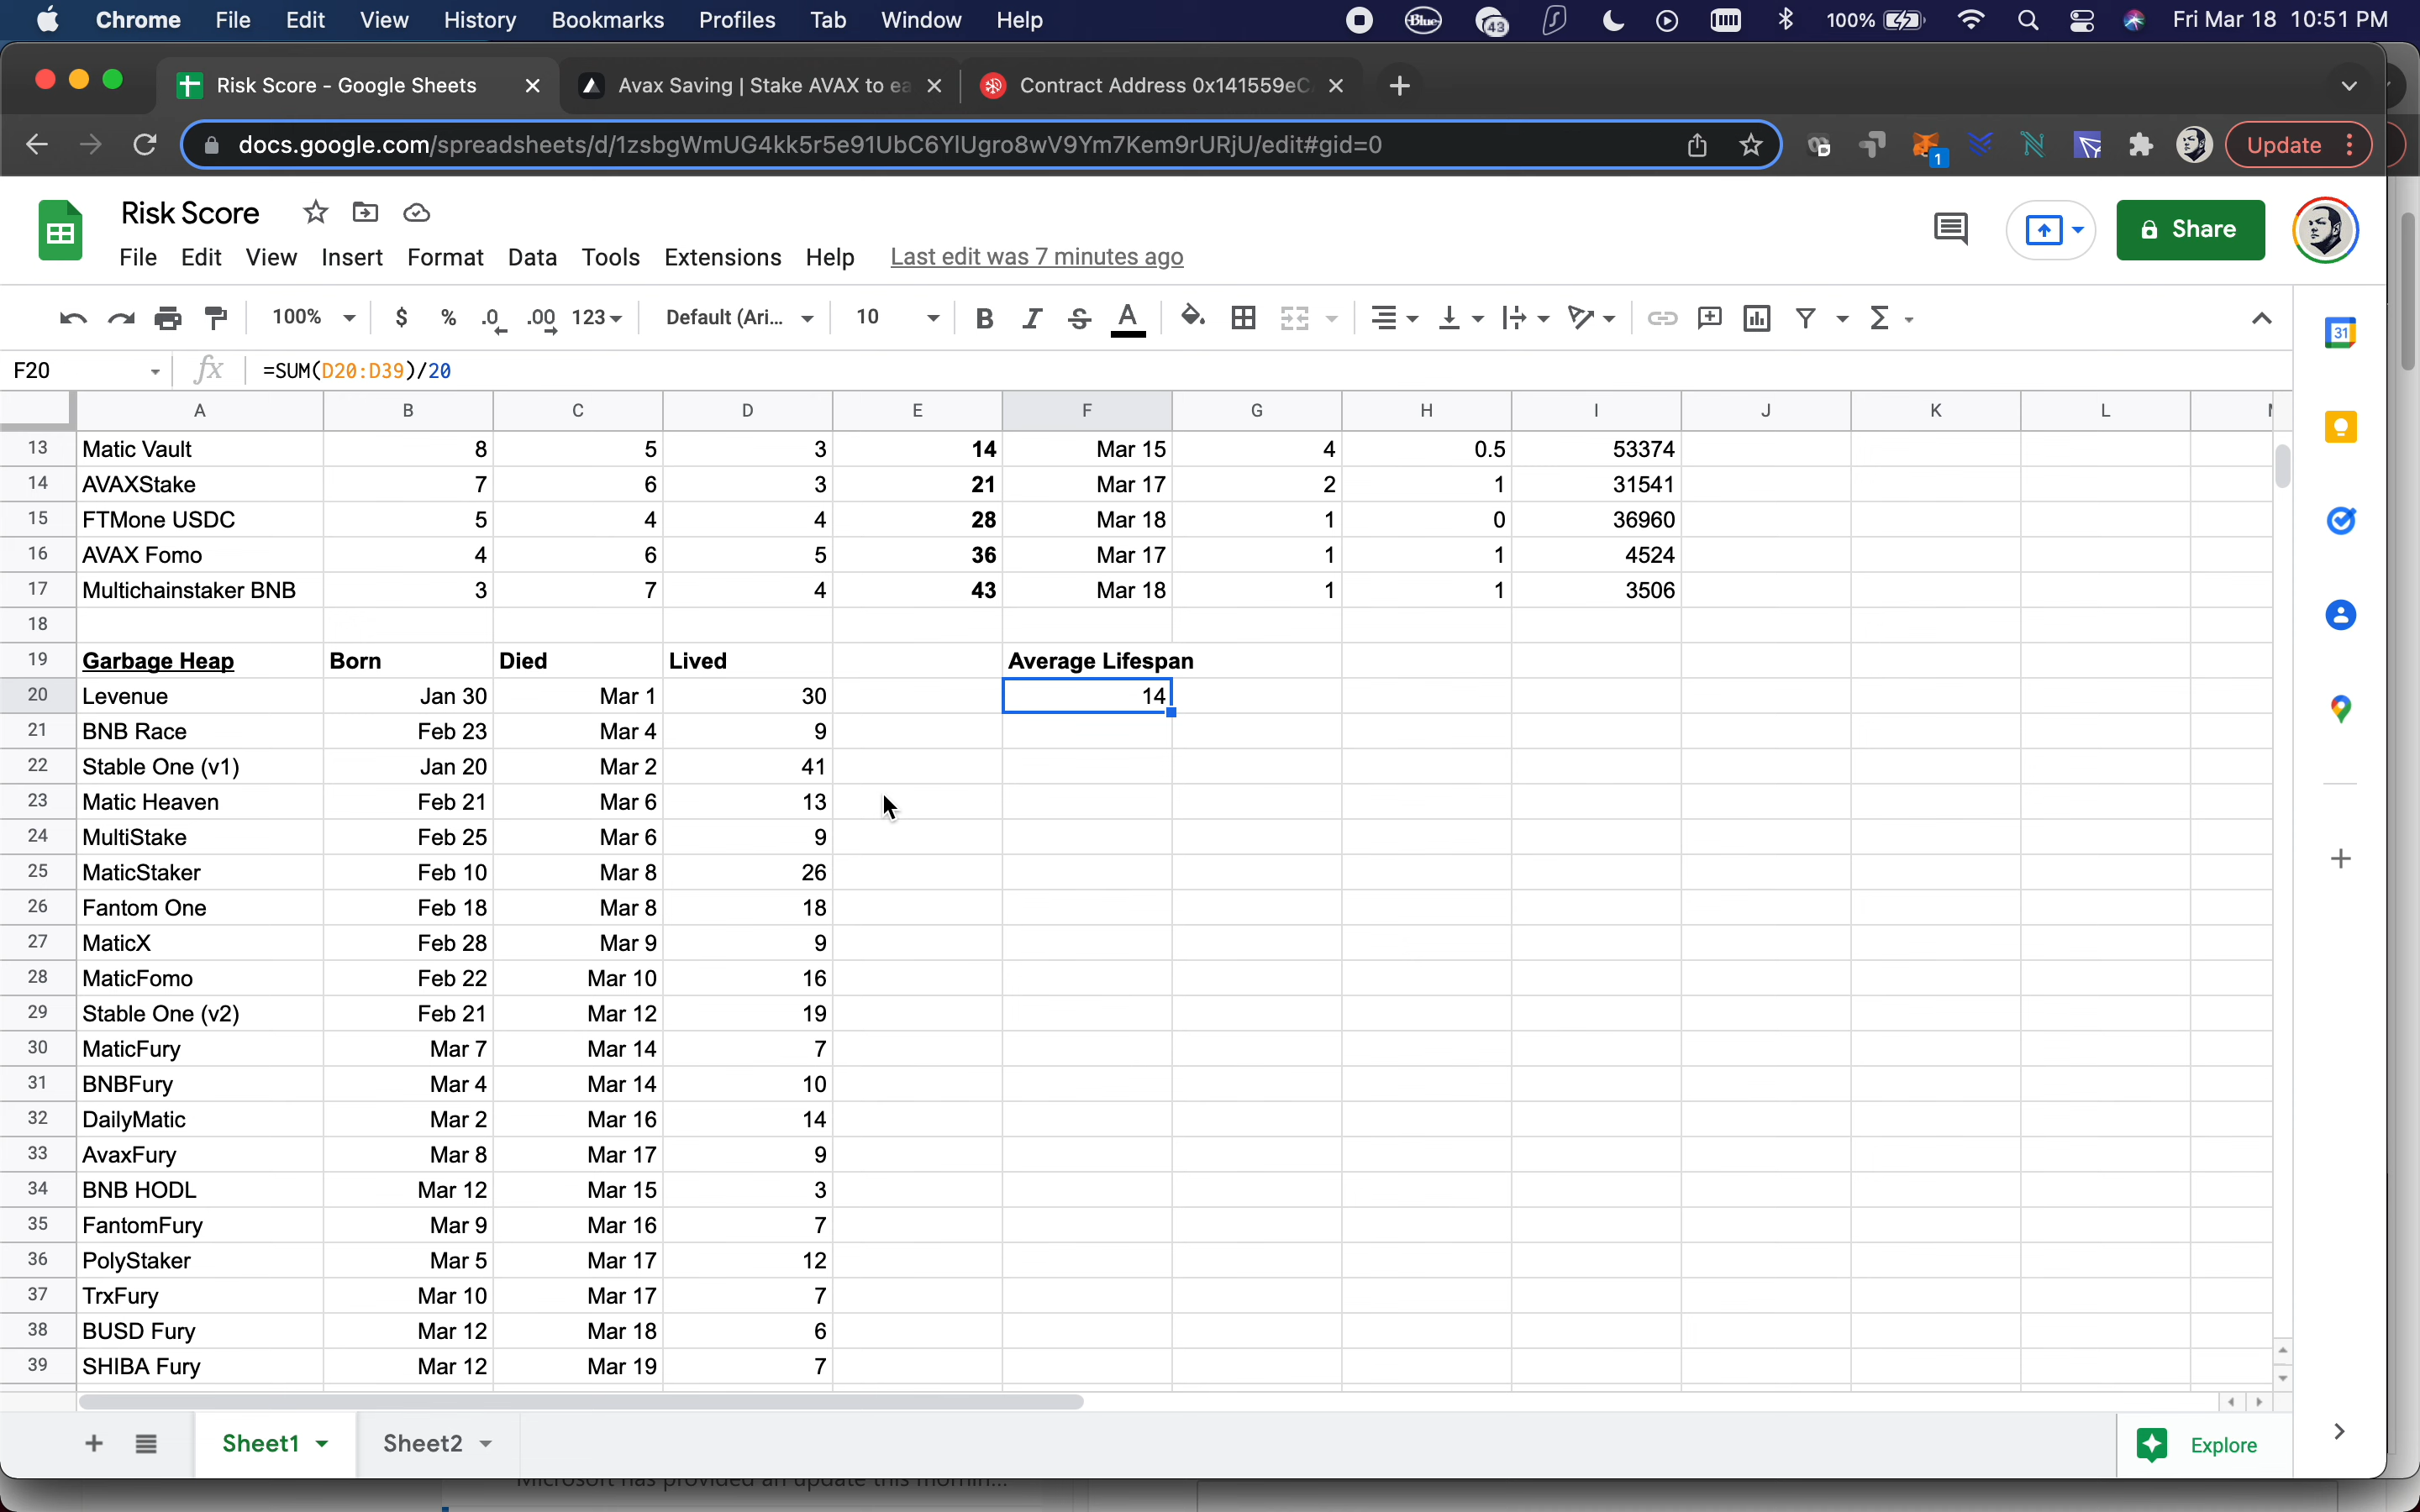 Chrome File Edit View History Bookmarks Profiles Tab Window Help Blue 43 100% Fri Mar 18 10:51 PM
Risk Score - Google Sheets Avax Saving | Stake AVAX to ea Contract Address 0x141559eC
docs.google.com/spreadsheets/d/1zsbgWmUG4kk5r5e91UbC6YlUgro8wV9Ym7Kem9rURjU/edit#gid=0 1 Update
Risk Score Share
File Edit View Insert Format Data Tools Extensions Help Last edit was 7 minutes ago
100% $ % .0 .00 123 Default (Ari... 10 B I S A Σ 31
F20 fx =SUM(D20:D39)/20
A B C D E F G H I J K L
13 Matic Vault 8 5 3 14 Mar 15 4 0.5 53374
14 AVAXStake 7 6 3 21 Mar 17 2 1 31541
15 FTMone USDC 5 4 4 28 Mar 18 1 0 36960
16 AVAX Fomo 4 6 5 36 Mar 17 1 1 4524
17 Multichainstaker BNB 3 7 4 43 Mar 18 1 1 3506
18
19 Garbage Heap Born Died Lived Average Lifespan
20 Levenue Jan 30 Mar 1 30 14
21 BNB Race Feb 23 Mar 4 9
22 Stable One (v1) Jan 20 Mar 2 41
23 Matic Heaven Feb 21 Mar 6 13
24 MultiStake Feb 25 Mar 6 9
25 MaticStaker Feb 10 Mar 8 26
26 Fantom One Feb 18 Mar 8 18
27 MaticX Feb 28 Mar 9 9
28 MaticFomo Feb 22 Mar 10 16
29 Stable One (v2) Feb 21 Mar 12 19
30 MaticFury Mar 7 Mar 14 7
31 BNBFury Mar 4 Mar 14 10
32 DailyMatic Mar 2 Mar 16 14
33 AvaxFury Mar 8 Mar 17 9
34 BNB HODL Mar 12 Mar 15 3
35 FantomFury Mar 9 Mar 16 7
36 PolyStaker Mar 5 Mar 17 12
37 TrxFury Mar 10 Mar 17 7
38 BUSD Fury Mar 12 Mar 18 6
39 SHIBA Fury Mar 12 Mar 19 7
Sheet1 Sheet2 Explore
Microsoft has provided an update this mornin...